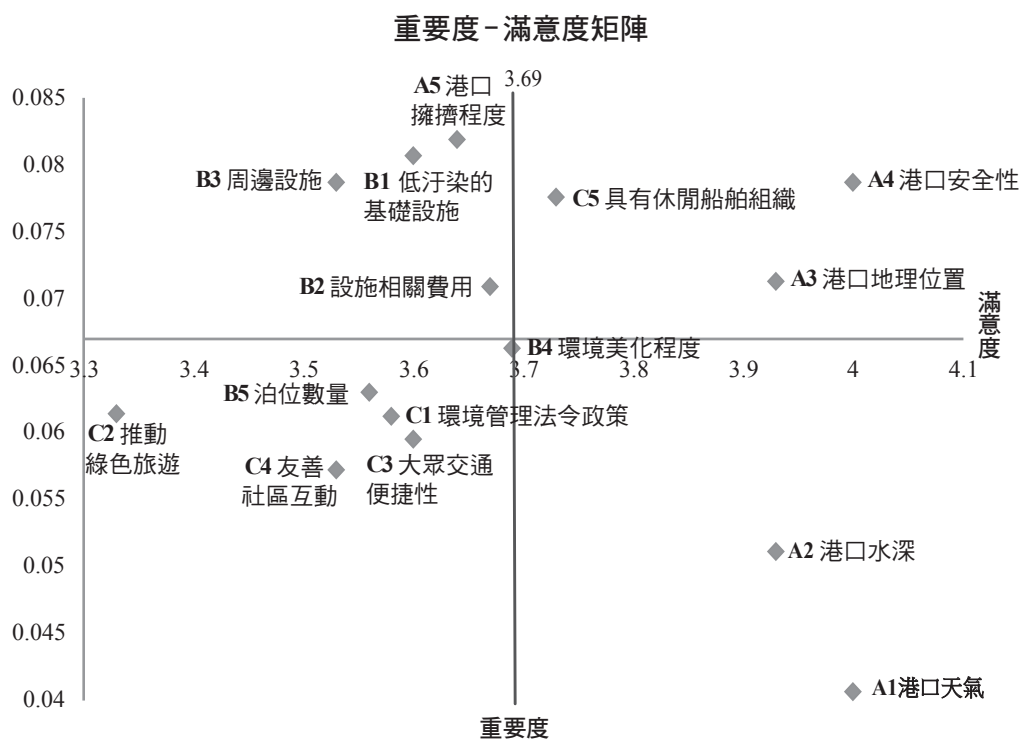 重要度-滿意度矩陣
3.69
A5 港口
擁擠程度
0.085
0.08
0.075
0.07
0.065
0.06
0.055
0.05
0.045
0.04
B3 周邊設施
B1 低汙染的
基礎設施
C5 具有休閒船舶組織
A4 港口安全性
B2 設施相關費用
A3 港口地理位置
滿意度
B4 環境美化程度
3.3
3.4
3.5
3.6
3.7
3.8
3.9
4
4.1
B5 泊位數量
C1 環境管理法令政策
C2 推動
綠色旅遊
C4 友善
社區互動
C3 大眾交通
便捷性
A2 港口水深
A1港口天氣
重要度